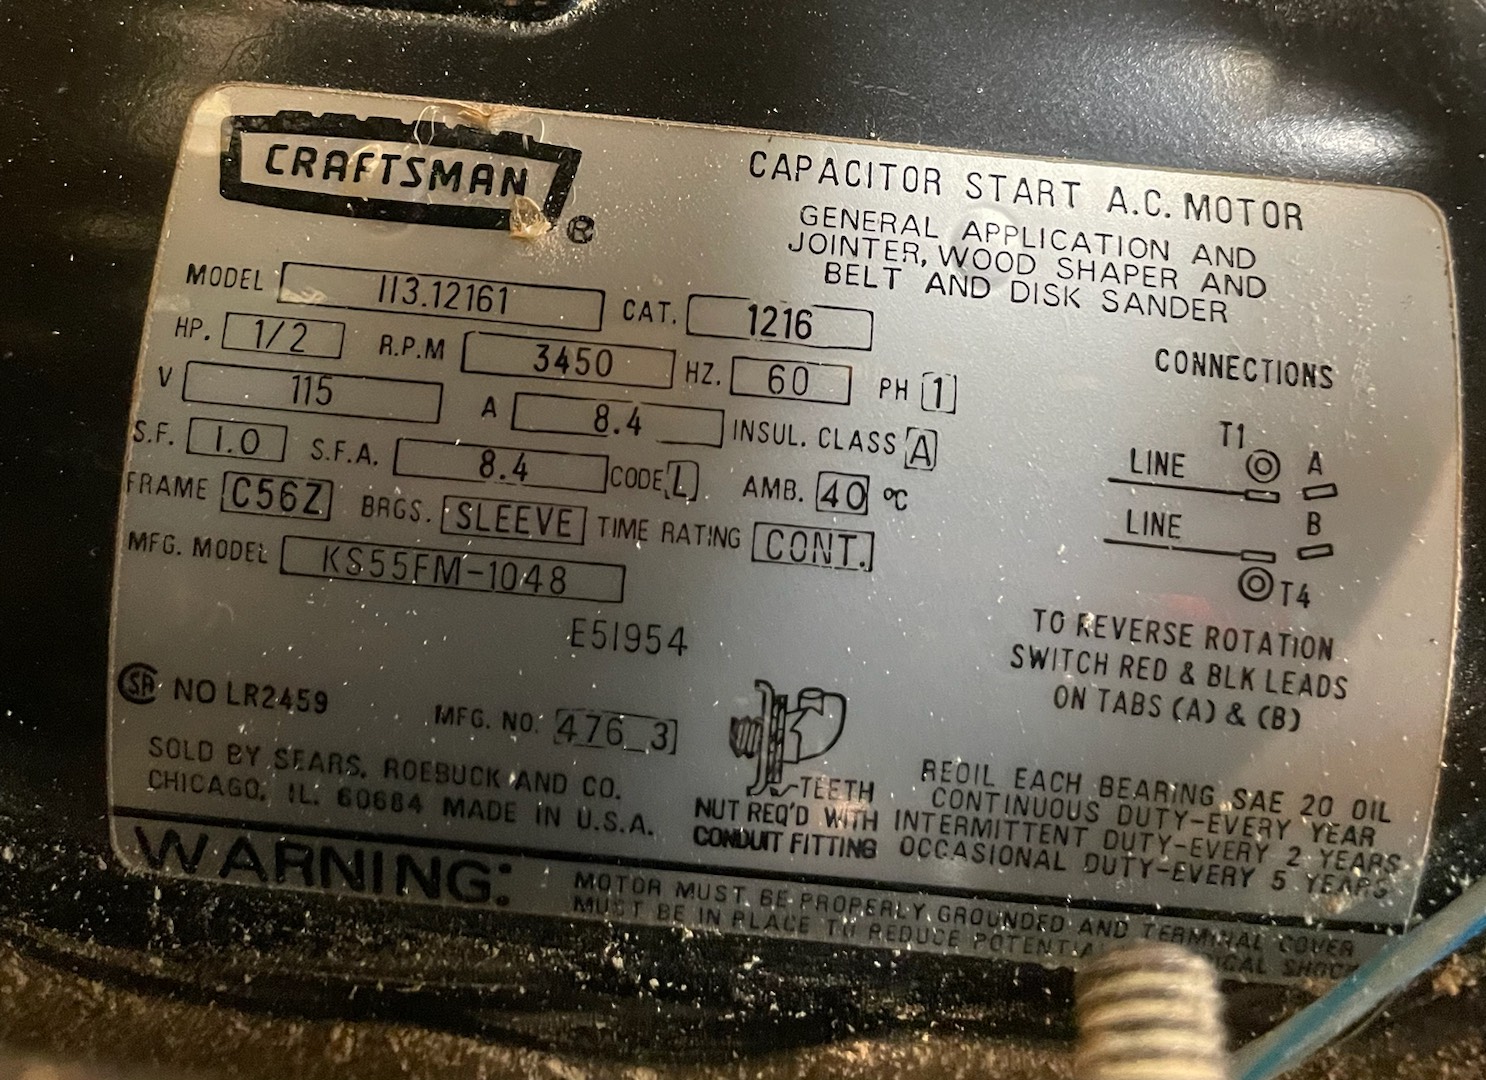 CRAFTSMAN ®
CAPACITOR START A.C. MOTOR
GENERAL APPLICATION AND
JOINTER, WOOD SHAPER AND
BELT AND DISK SANDER
MODEL 113.12161 CAT. 1216
HP. 1/2 R.P.M 3450 HZ. 60 PH 1
V 115 A 8.4 INSUL. CLASS A
S.F. 1.0 S.F.A. 8.4 CODE L AMB. 40 °C
FRAME C56Z BRGS. SLEEVE TIME RATING CONT.
MFG. MODEL KS55FM-1048
E51954
SA NO LR2459
MFG. NO. 476 3
SOLD BY SEARS, ROEBUCK AND CO.
CHICAGO, IL. 60684 MADE IN U.S.A.
TEETH
NUT REQ'D WITH
CONDUIT FITTING
CONNECTIONS
T1
LINE A
LINE B
T4
TO REVERSE ROTATION
SWITCH RED & BLK LEADS
ON TABS (A) & (B)
REOIL EACH BEARING SAE 20 OIL
CONTINUOUS DUTY-EVERY YEAR
INTERMITTENT DUTY-EVERY 2 YEARS
OCCASIONAL DUTY-EVERY 5 YEARS
WARNING:
MOTOR MUST BE PROPERLY GROUNDED AND TERMINAL COVER
MUST BE IN PLACE TO REDUCE SHOCK